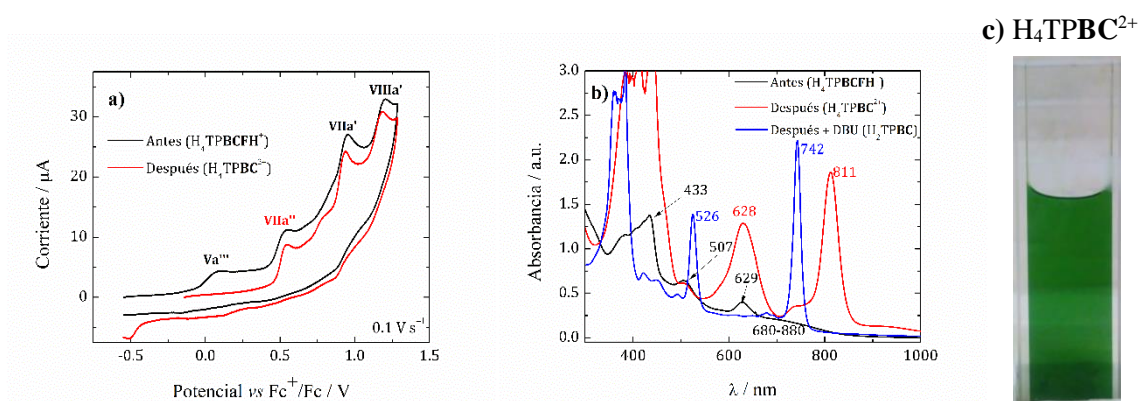 c) H₄TPBC²⁺
a)
VIIIa'
VIIa'
Antes (H₄TPBCFH⁺)
Después (H₄TPBC²⁺)
VIIa''
Va'''
0.1 V s⁻¹
30
20
10
0
-0.5
0.0
0.5
1.0
1.5
Corriente / µA
Potencial vs Fc⁺/Fc / V
b)
Antes (H₄TPBCFH )
Después (H₄TPBC²⁺)
Después + DBU (H₂TPBC)
742
811
433
526
628
507
629
680-880
3.0
2.5
2.0
1.5
1.0
0.5
0.0
400
600
800
1000
Absorbancia / a.u.
λ / nm